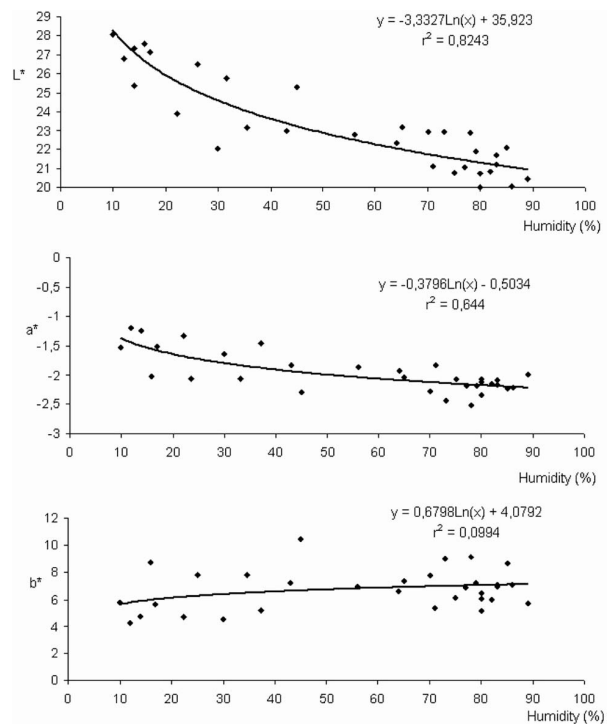 29
y = -3,3327Ln(x) + 35,923
28
r² = 0,8243
27
26
L*
25
24
23
22
21
20
0 10 20 30 40 50 60 70 80 90 100
Humidity (%)
0
-0,5
y = -0,3796Ln(x) - 0,5034
r² = 0,644
-1
a*
-1,5
-2
-2,5
-3
0 10 20 30 40 50 60 70 80 90 100
Humidity (%)
y = 0,6798Ln(x) + 4,0792
r² = 0,0994
12
10
8
b*
6
4
2
0
0 10 20 30 40 50 60 70 80 90 100
Humidity (%)